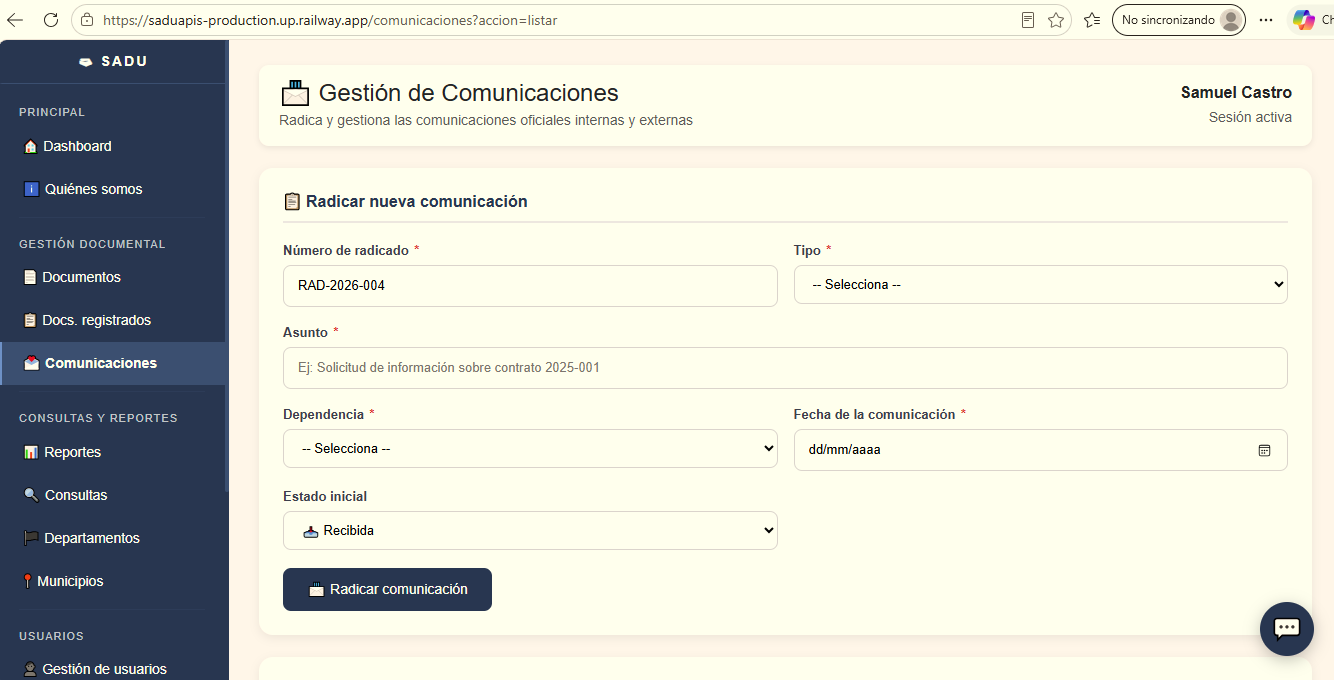 https://saduapis-production.up.railway.app/comunicaciones?accion=listar
No sincronizando
SADU
PRINCIPAL
Dashboard
Quiénes somos
GESTIÓN DOCUMENTAL
Documentos
Docs. registrados
Comunicaciones
CONSULTAS Y REPORTES
Reportes
Consultas
Departamentos
Municipios
USUARIOS
Gestión de usuarios
Gestión de Comunicaciones
Radica y gestiona las comunicaciones oficiales internas y externas
Samuel Castro
Sesión activa
Radicar nueva comunicación
Número de radicado *
RAD-2026-004
Tipo *
-- Selecciona --
Asunto *
Ej: Solicitud de información sobre contrato 2025-001
Dependencia *
-- Selecciona --
Fecha de la comunicación *
dd/mm/aaaa
Estado inicial
Recibida
Radicar comunicación